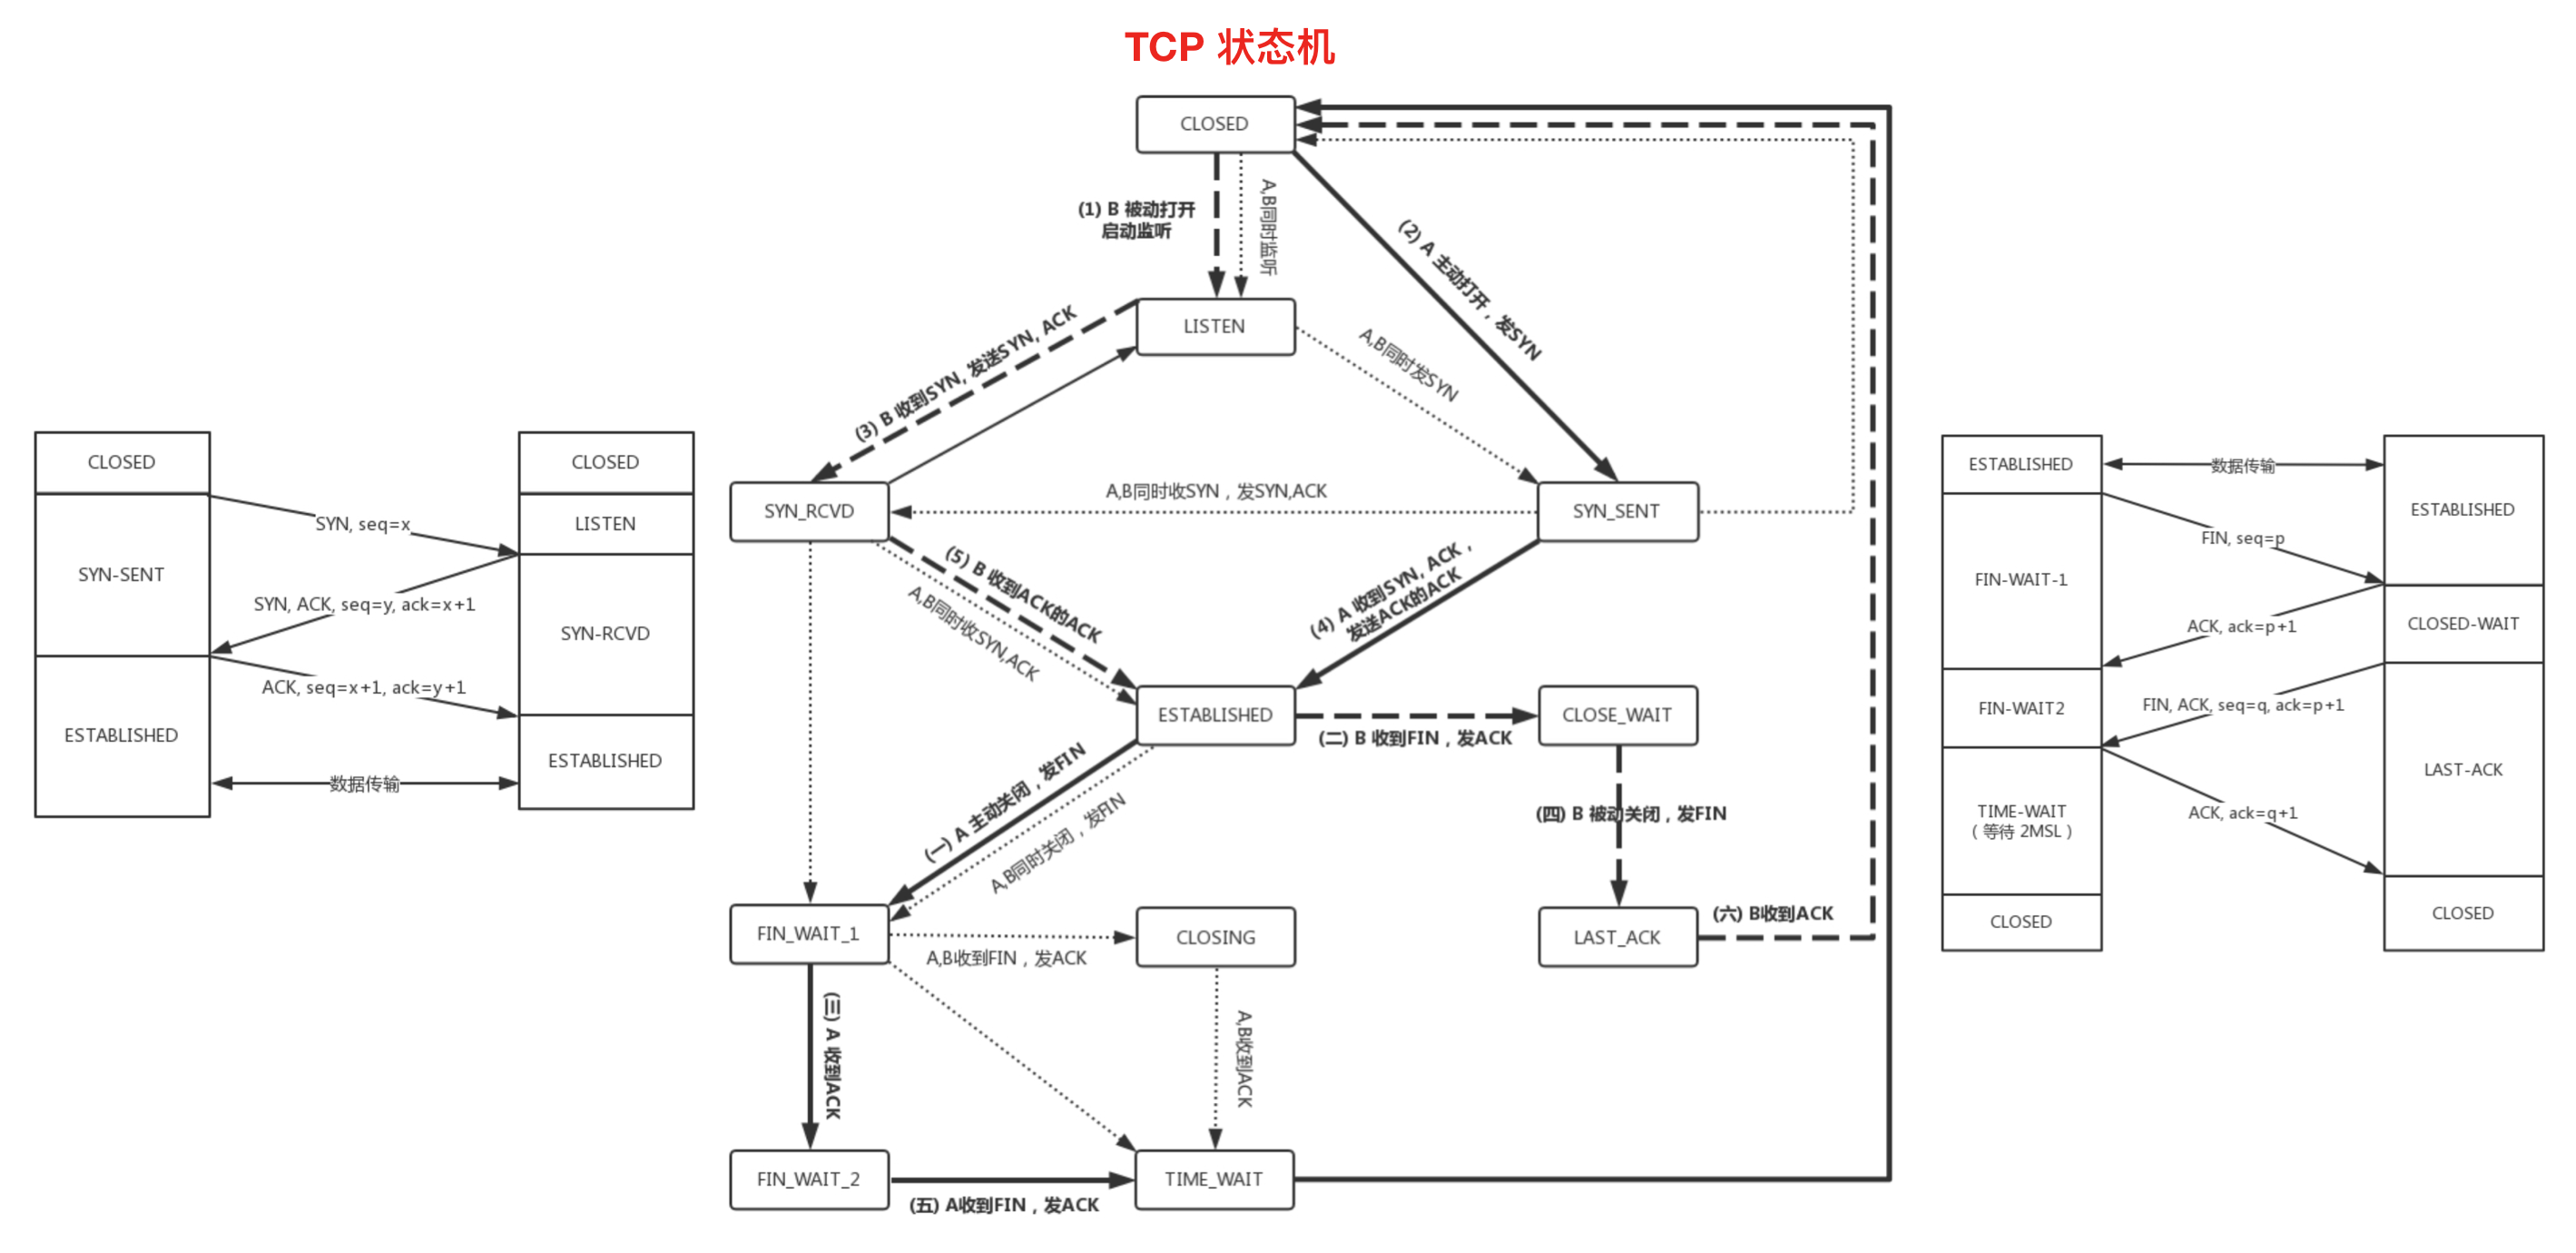 TCP 状态机
CLOSED
(1) B 被动打开
启动监听
A,B同时监听
(2) A 主动打开，发SYN
LISTEN
(3) B 收到SYN, 发送SYN, ACK
A,B同时发SYN
SYN_RCVD
A,B同时收SYN，发SYN,ACK
SYN_SENT
(5) B 收到ACK的ACK
A,B同时收SYN,ACK
(4) A 收到SYN, ACK，
发送ACK的ACK
ESTABLISHED
(二) B 收到FIN，发ACK
CLOSE_WAIT
(一) A 主动关闭，发FIN
A,B同时关闭，发FIN
(四) B 被动关闭，发FIN
FIN_WAIT_1
A,B收到FIN，发ACK
CLOSING
LAST_ACK
(六) B收到ACK
(三) A 收到ACK
A,B收到ACK
FIN_WAIT_2
(五) A收到FIN，发ACK
TIME_WAIT
CLOSED
SYN-SENT
ESTABLISHED
SYN, seq=x
SYN, ACK, seq=y, ack=x+1
ACK, seq=x+1, ack=y+1
数据传输
CLOSED
LISTEN
SYN-RCVD
ESTABLISHED
ESTABLISHED
FIN-WAIT-1
FIN-WAIT2
TIME-WAIT
（等待 2MSL）
CLOSED
数据传输
FIN, seq=p
ACK, ack=p+1
FIN, ACK, seq=q, ack=p+1
ACK, ack=q+1
ESTABLISHED
CLOSED-WAIT
LAST-ACK
CLOSED